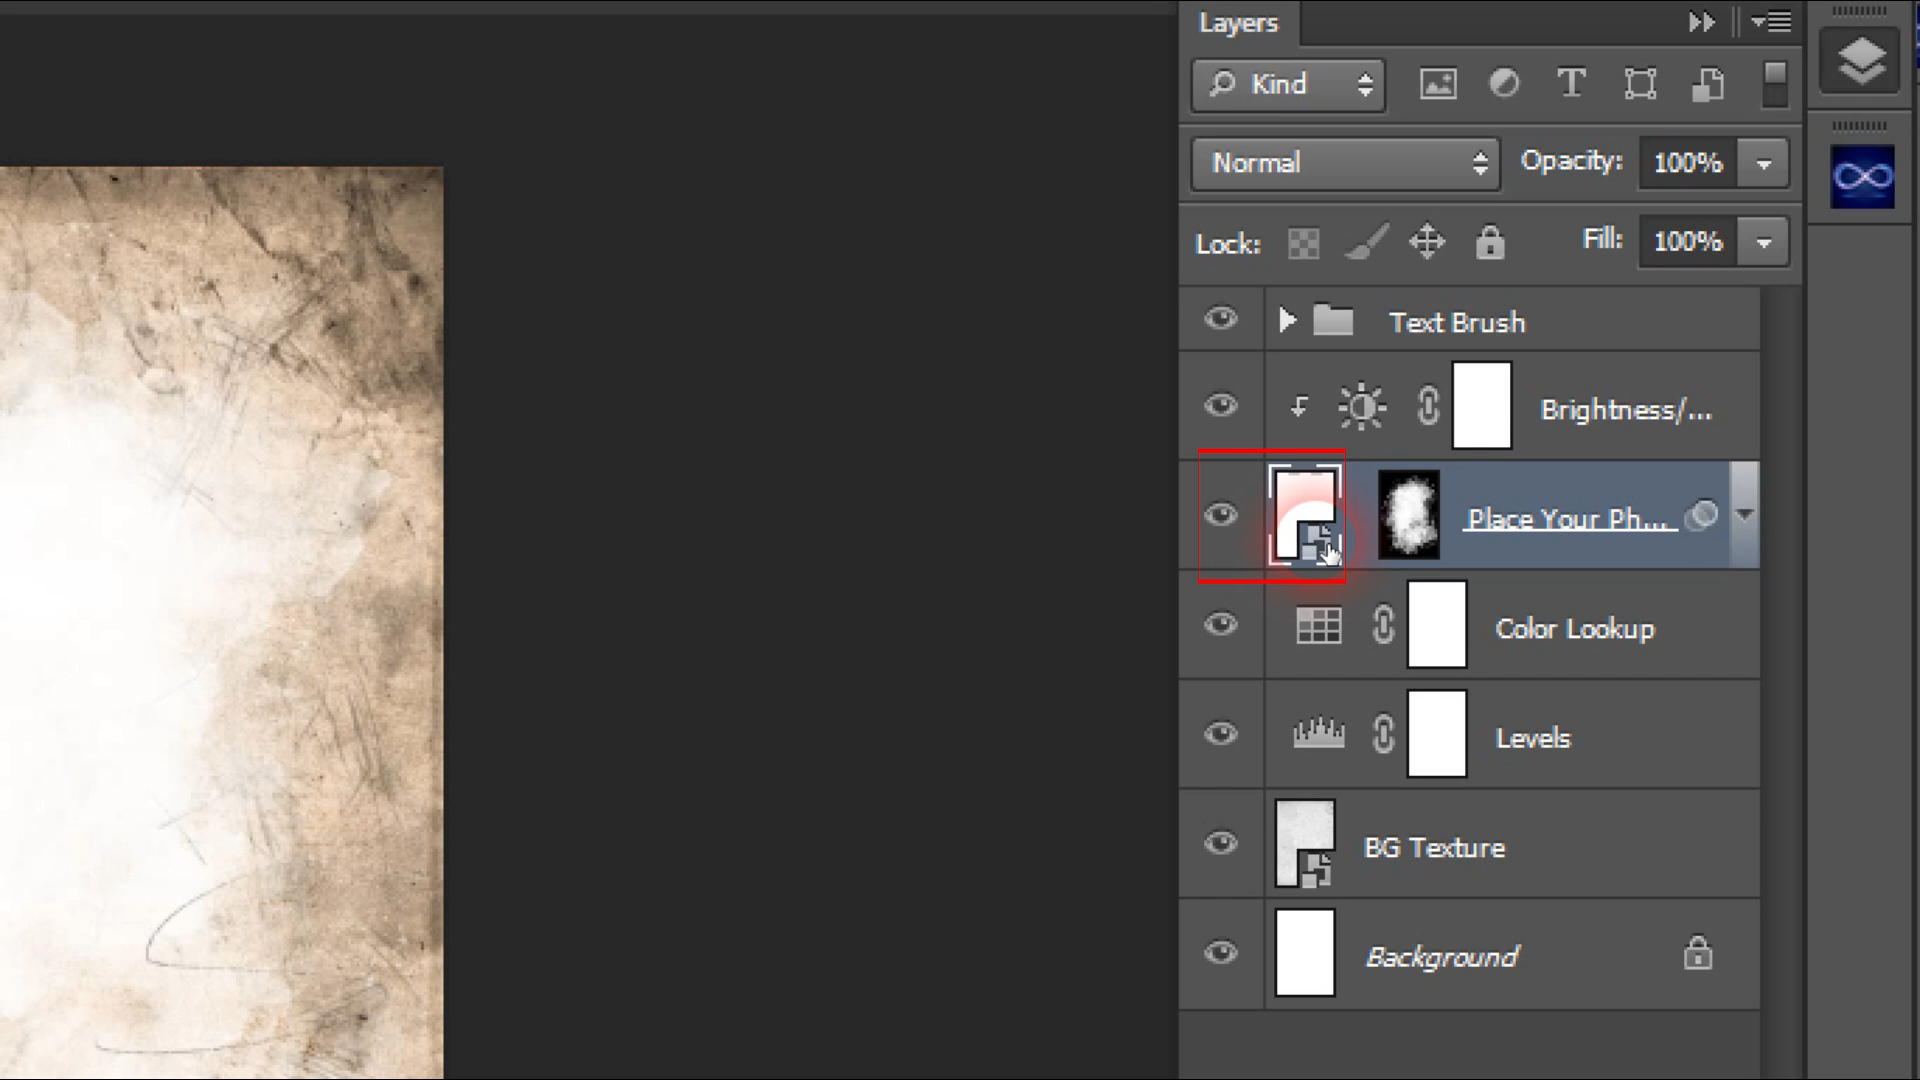 Layers
Kind
Normal
Opacity: 100%
Lock:
Fill: 100%
Text Brush
Brightness/...
Place Your Ph...
Color Lookup
Levels
BG Texture
Background